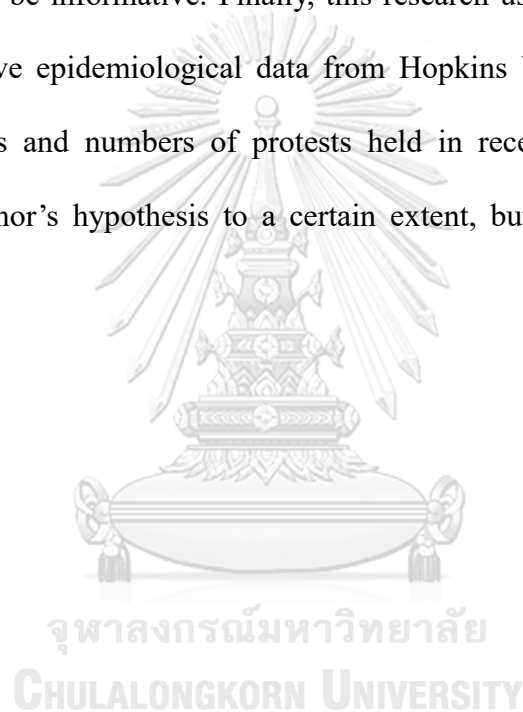 be informative. Finally, this research us
ve epidemiological data from Hopkins
s and numbers of protests held in rece
nor's hypothesis to a certain extent, but
จุฬาลงกรณ์มหาวิทยาลัย
CHULALONGKORN UNIVERSITY